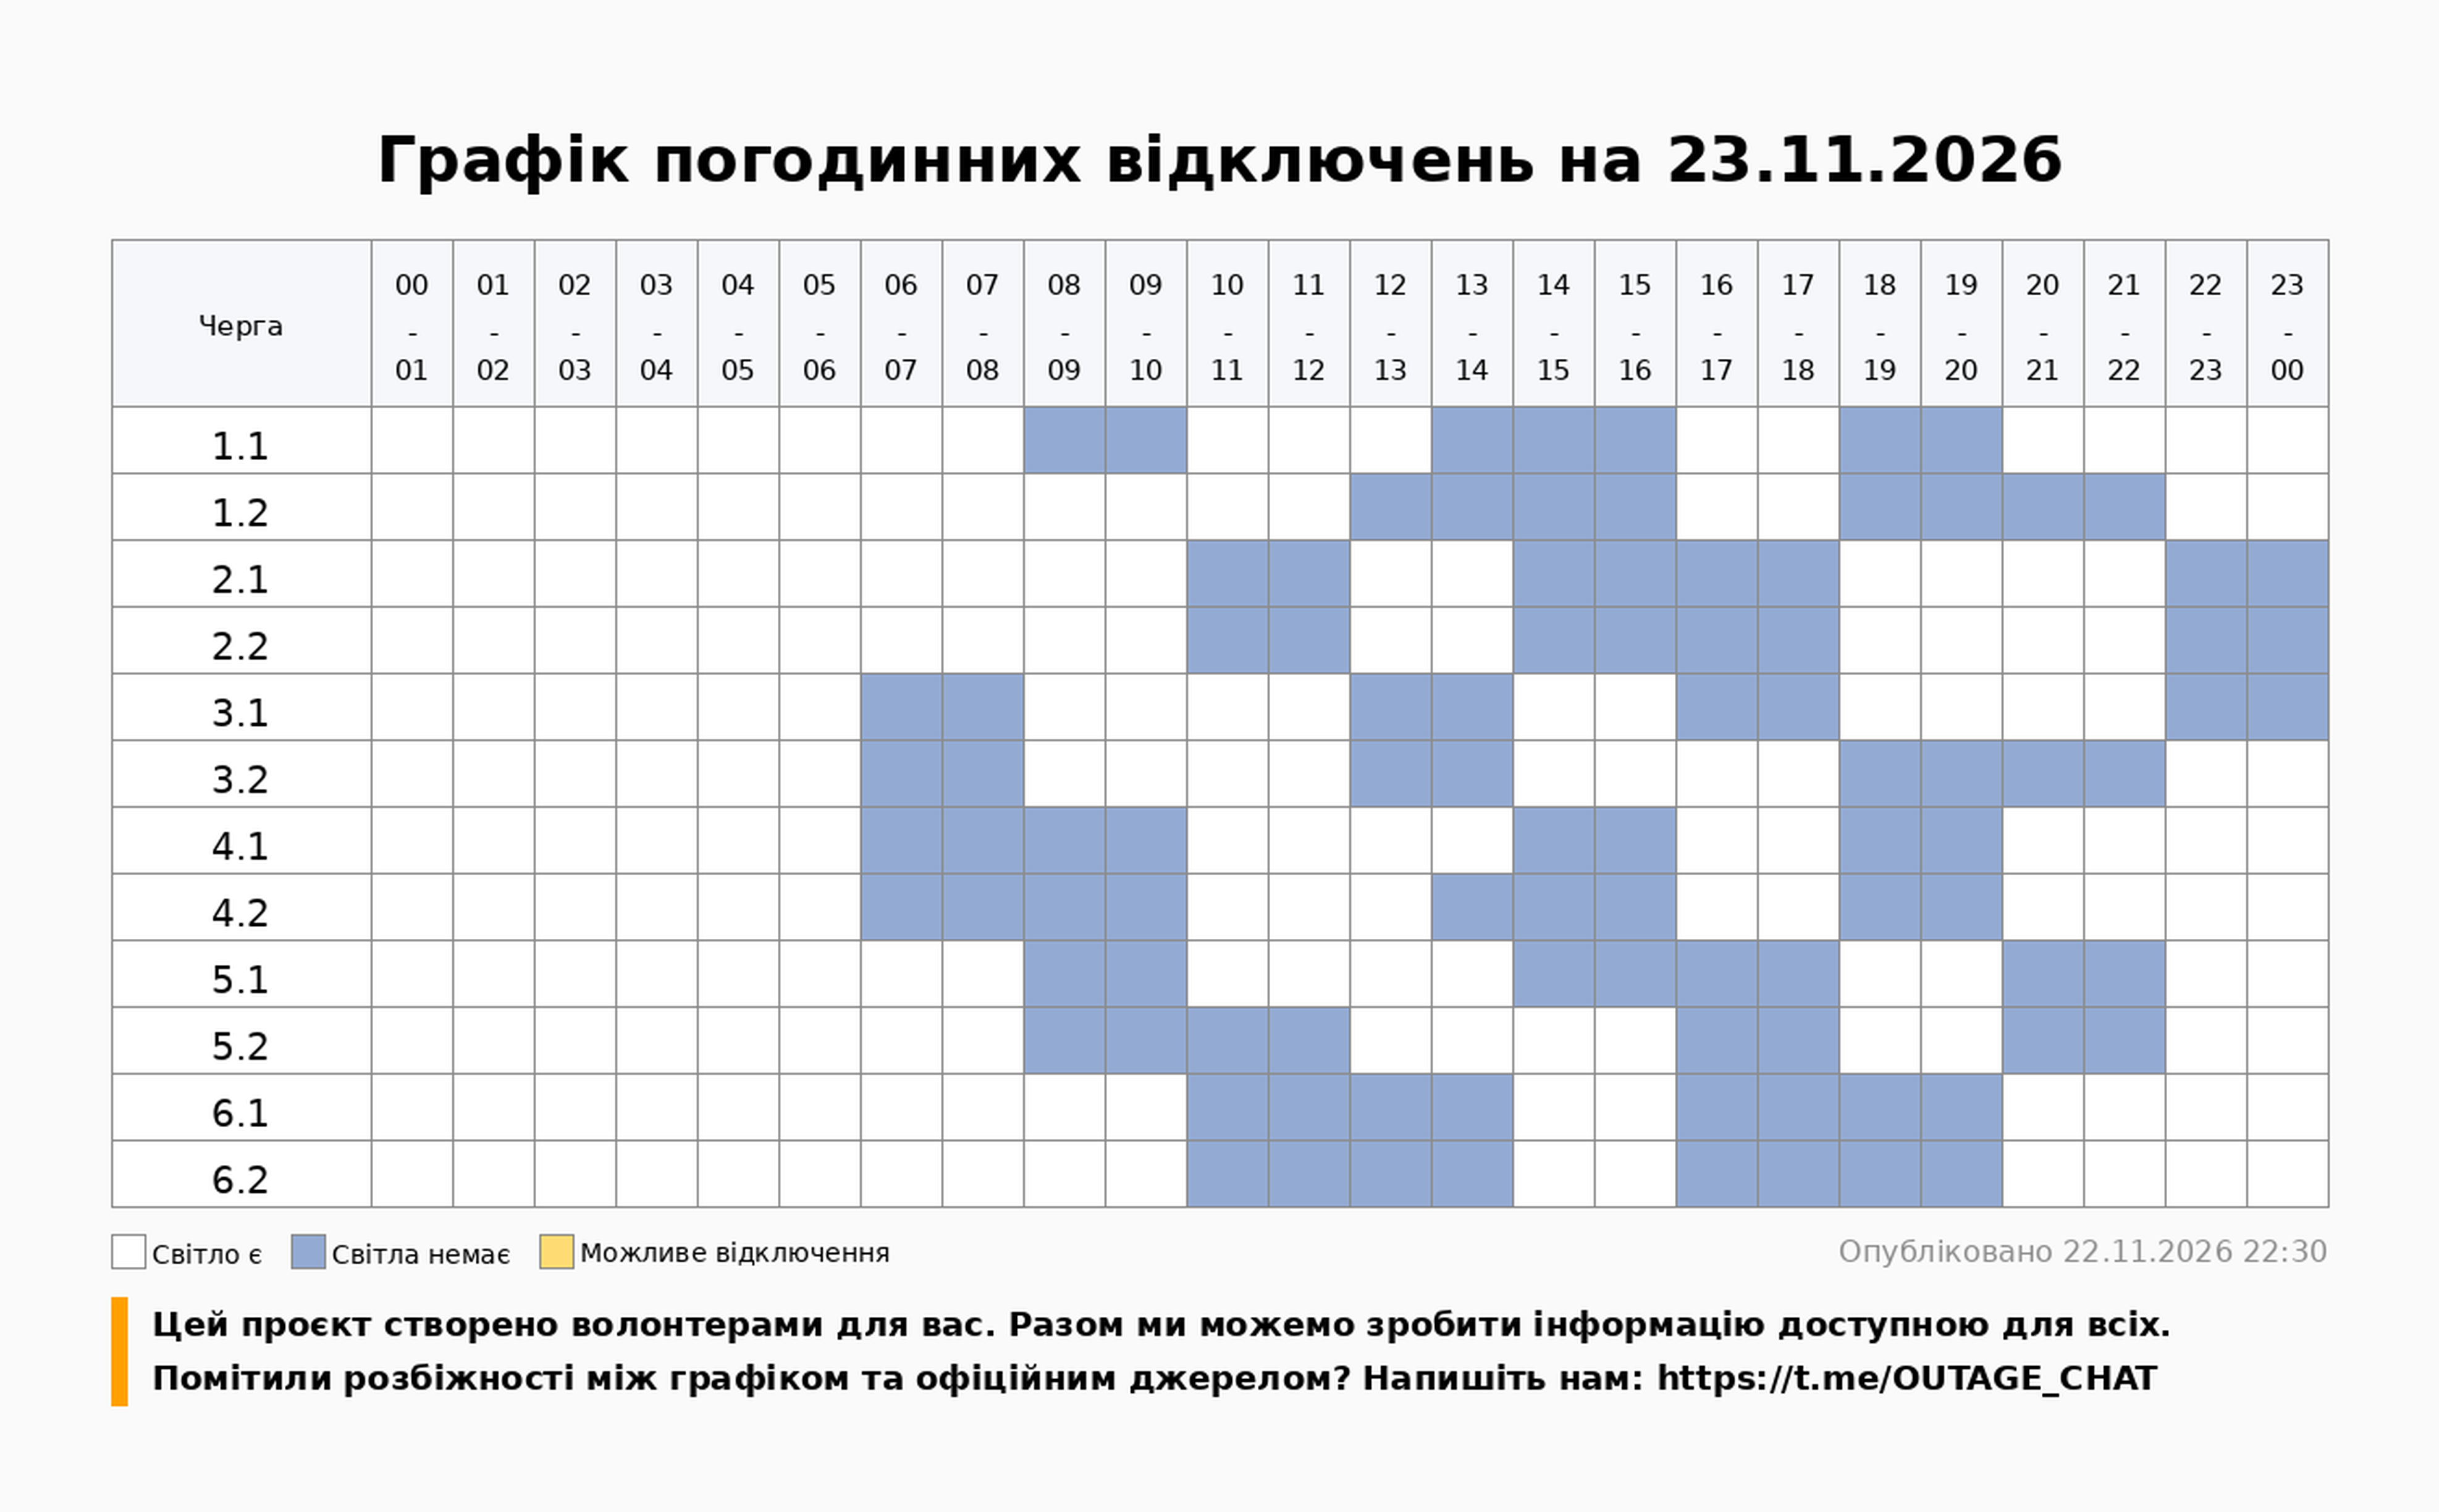 Графік погодинних відключень на 23.11.2026
Черга 00 - 01 01 - 02 02 - 03 03 - 04 04 - 05 05 - 06 06 - 07 07 - 08 08 - 09 09 - 10 10 - 11 11 - 12 12 - 13 13 - 14 14 - 15 15 - 16 16 - 17 17 - 18 18 - 19 19 - 20 20 - 21 21 - 22 22 - 23 23 - 00
1.1
1.2
2.1
2.2
3.1
3.2
4.1
4.2
5.1
5.2
6.1
6.2
Світло є Світла немає Можливе відключення Опубліковано 22.11.2026 22:30
Цей проєкт створено волонтерами для вас. Разом ми можемо зробити інформацію доступною для всіх.
Помітили розбіжності між графіком та офіційним джерелом? Напишіть нам: https://t.me/OUTAGE_CHAT